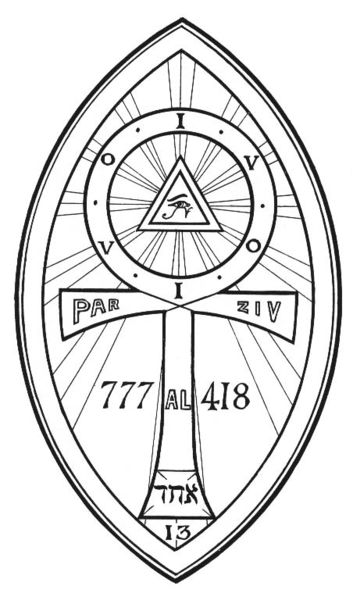 I V O I V O
PAR ZIV
777 AL 418
אחד
13